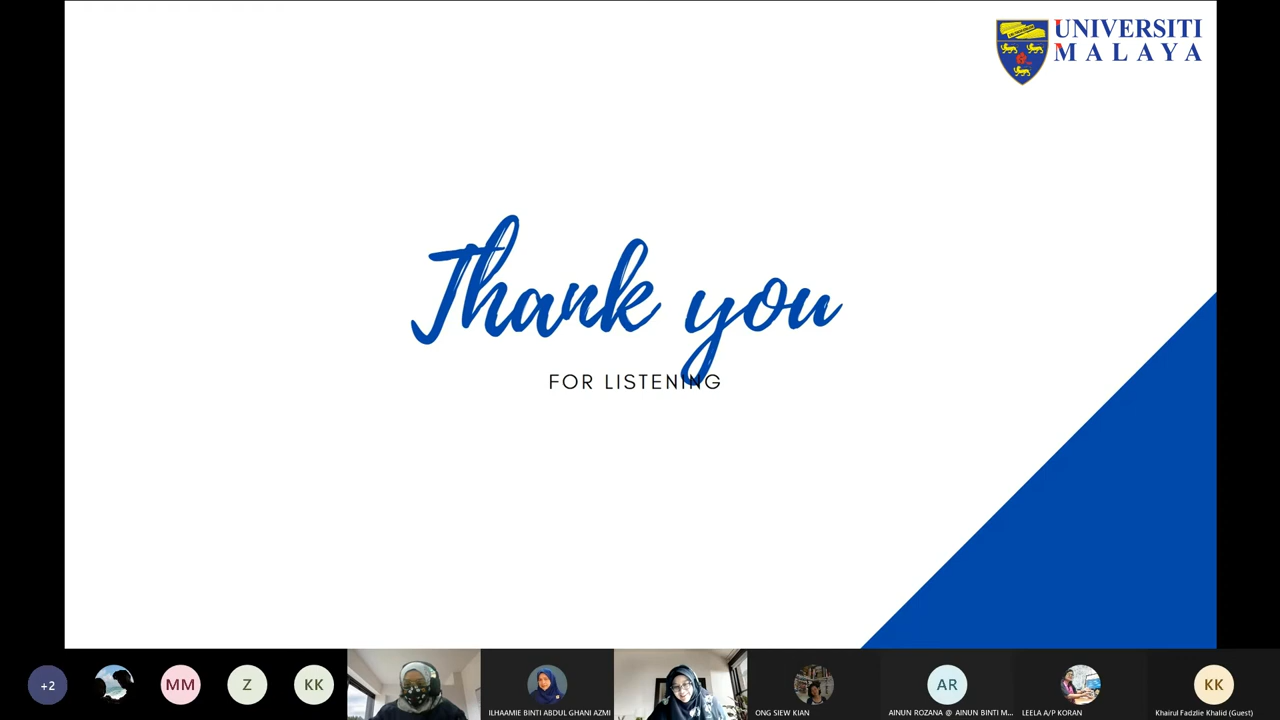 UNIVERSITI
MALAYA
Thank you
FOR LISTENING
+2
MM
Z
KK
ILHAAMIE BINTI ABDUL GHANI AZMI
ONG SIEW KIAN
AR
AINUN ROZANA @ AINUN BINTI M...
LEELA A/P KORAN
KK
Khairul Fadzlie Khalid (Guest)